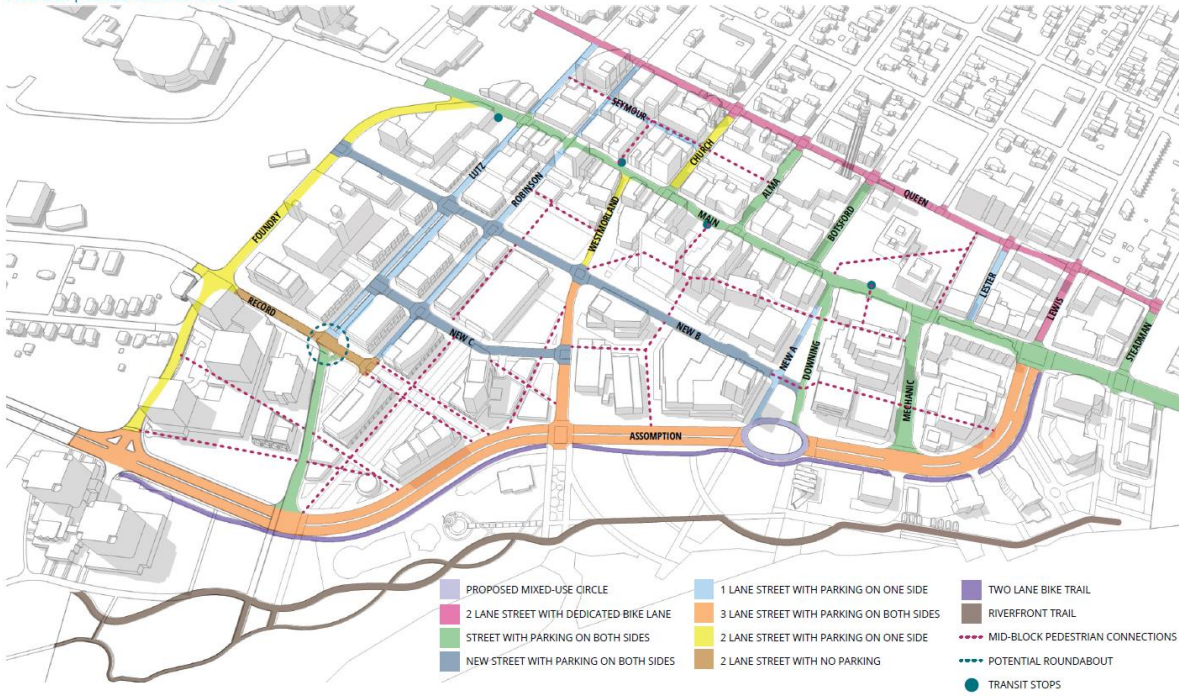 SEYMOUR
CHURCH
LUTZ
ROBINSON
ALMA
QUEEN
WESTMORLAND
MAIN
BOTSFORD
FOUNDRY
LESTER
RECORD
LEWIS
NEW C
NEW B
NEW A
DOWNING
STEADMAN
MECHANIC
ASSOMPTION
PROPOSED MIXED-USE CIRCLE
2 LANE STREET WITH DEDICATED BIKE LANE
STREET WITH PARKING ON BOTH SIDES
NEW STREET WITH PARKING ON BOTH SIDES
1 LANE STREET WITH PARKING ON ONE SIDE
3 LANE STREET WITH PARKING ON BOTH SIDES
2 LANE STREET WITH PARKING ON ONE SIDE
2 LANE STREET WITH NO PARKING
TWO LANE BIKE TRAIL
RIVERFRONT TRAIL
MID-BLOCK PEDESTRIAN CONNECTIONS
POTENTIAL ROUNDABOUT
TRANSIT STOPS